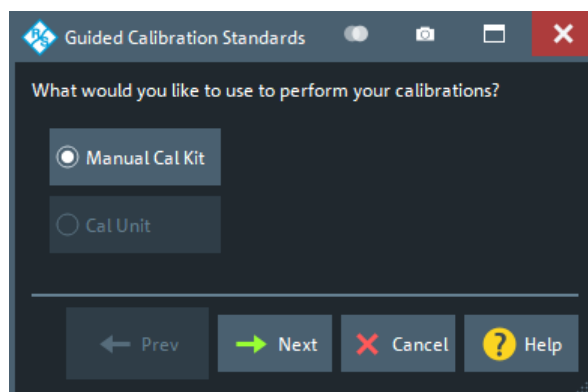 R/S Guided Calibration Standards
What would you like to use to perform your calibrations?
Manual Cal Kit
Cal Unit
Prev
Next
Cancel
? Help